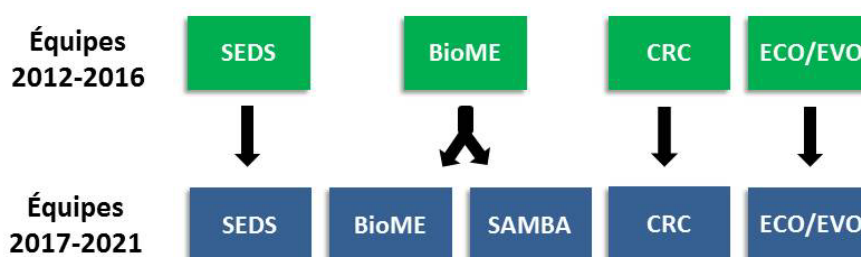 Équipes
2012-2016
SEDS
BioME
CRC
ECO/EVO
Équipes
2017-2021
SEDS
BioME
SAMBA
CRC
ECO/EVO